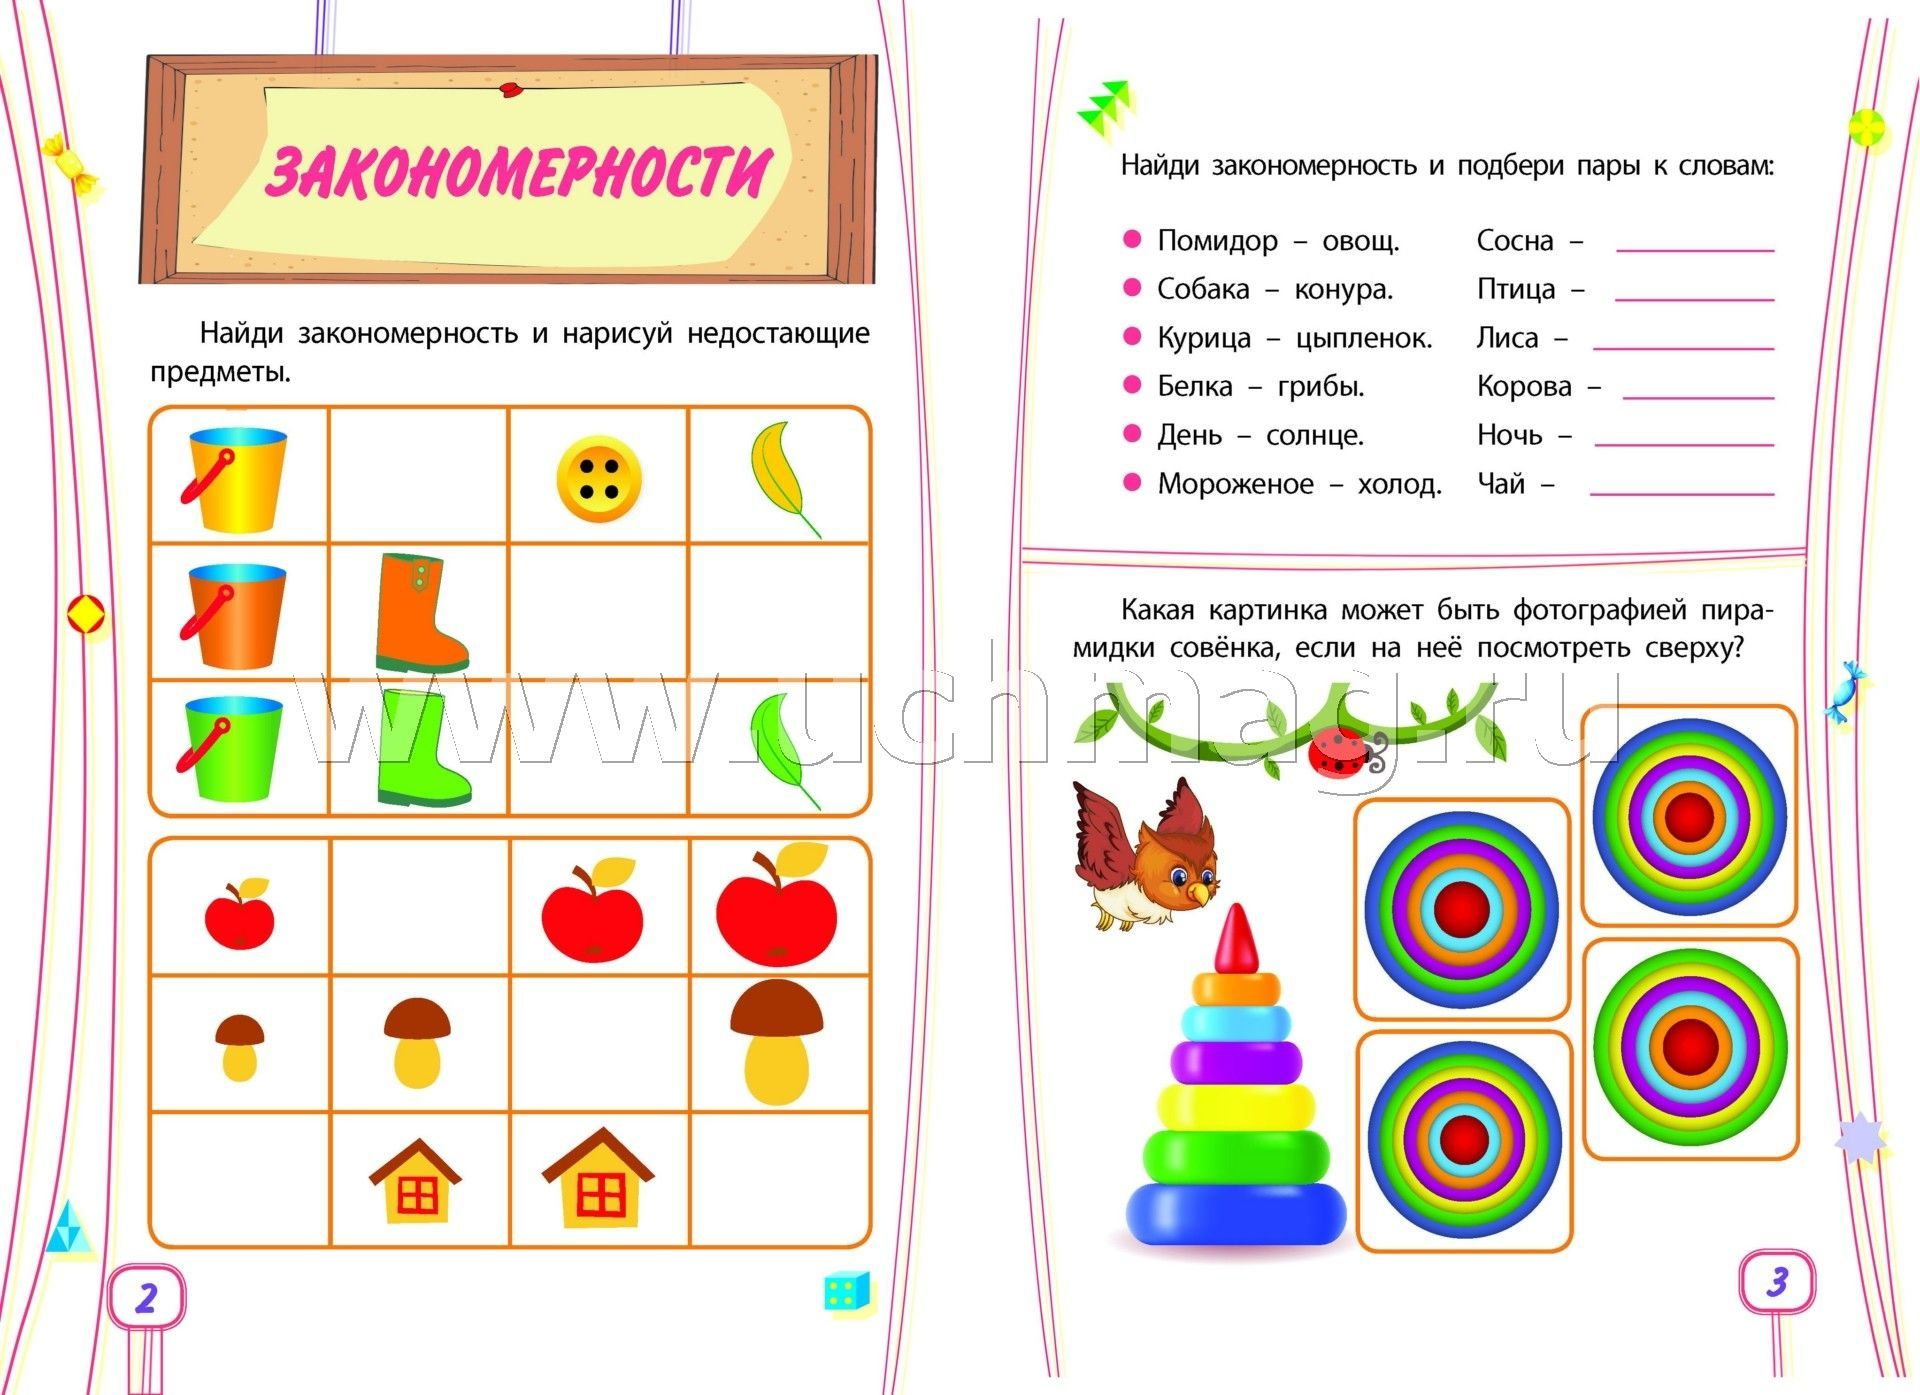 ЗАКОНОМЕРНОСТИ
Найди закономерность и нарисуй недостающие
предметы.
2
Найди закономерность и подбери пары к словам:
Помидор – овощ. Сосна –
Собака – конура. Птица –
Курица – цыпленок. Лиса –
Белка – грибы. Корова –
День – солнце. Ночь –
Мороженое – холод. Чай –
Какая картинка может быть фотографией пира-
мидки совёнка, если на неё посмотреть сверху?
3
www.uchmag.ru